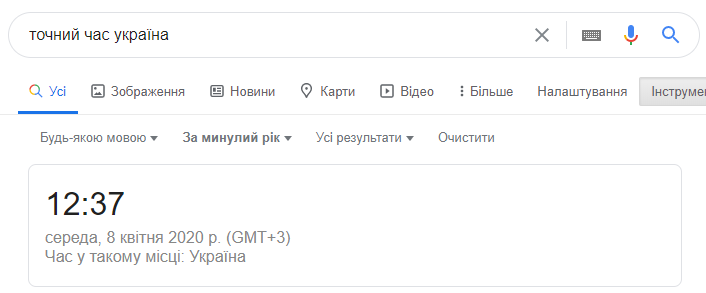 точний час україна
Усі Зображення Новини Карти Відео Більше Налаштування Інструме
Будь-якою мовою За минулий рік Усі результати Очистити
12:37
середа, 8 квітня 2020 р. (GMT+3)
Час у такому місці: Україна